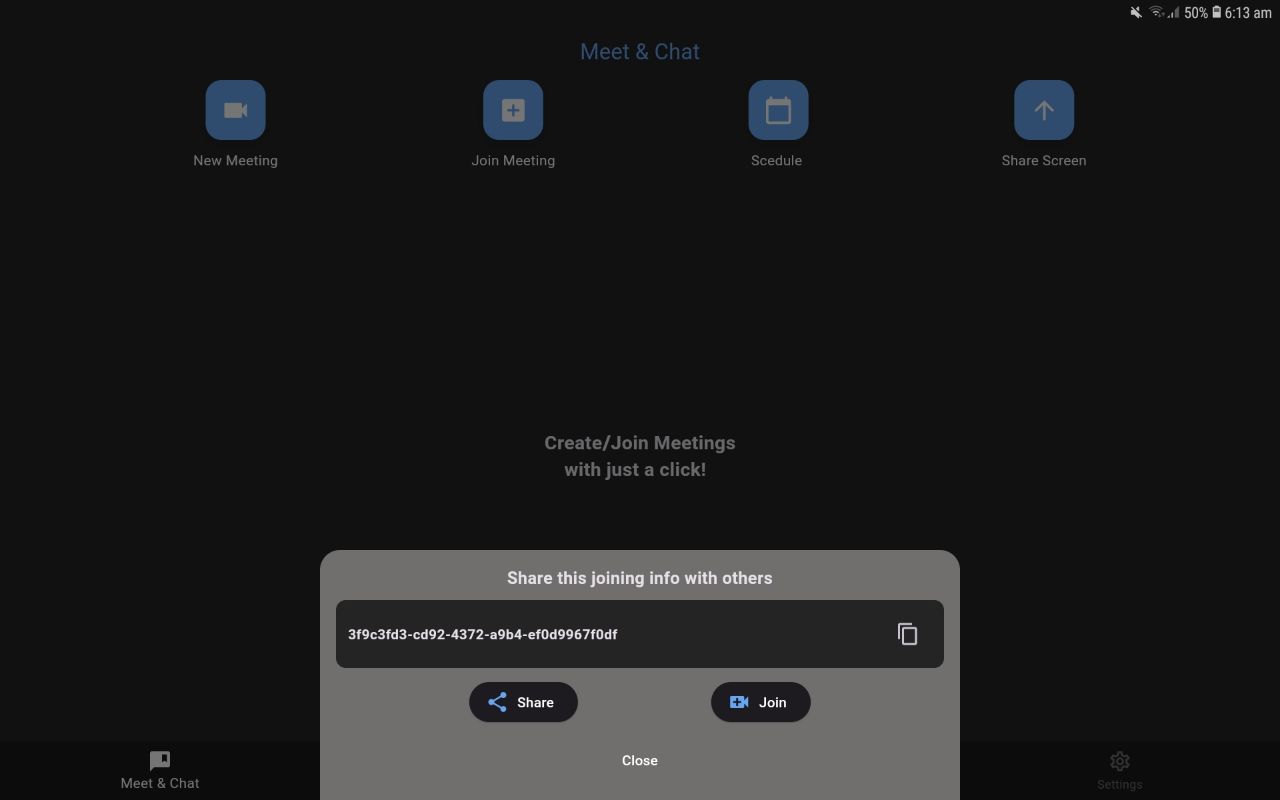 50% 6:13 am
Meet & Chat
New Meeting
Join Meeting
Scedule
Share Screen
Create/Join Meetings
with just a click!
Share this joining info with others
3f9c3fd3-cd92-4372-a9b4-ef0d9967f0df
Share
Join
Close
Meet & Chat
Settings